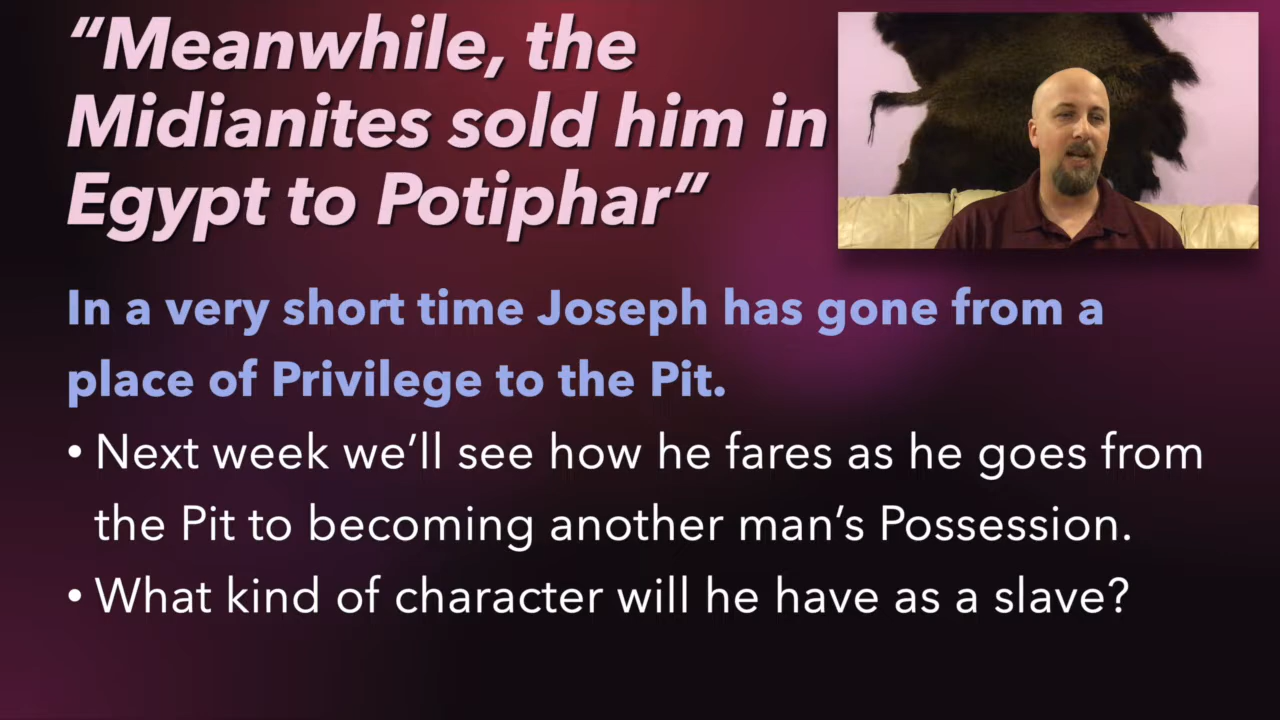 “Meanwhile, the
Midianites sold him in
Egypt to Potiphar”
In a very short time Joseph has gone from a
place of Privilege to the Pit.
• Next week we’ll see how he fares as he goes from
the Pit to becoming another man’s Possession.
• What kind of character will he have as a slave?